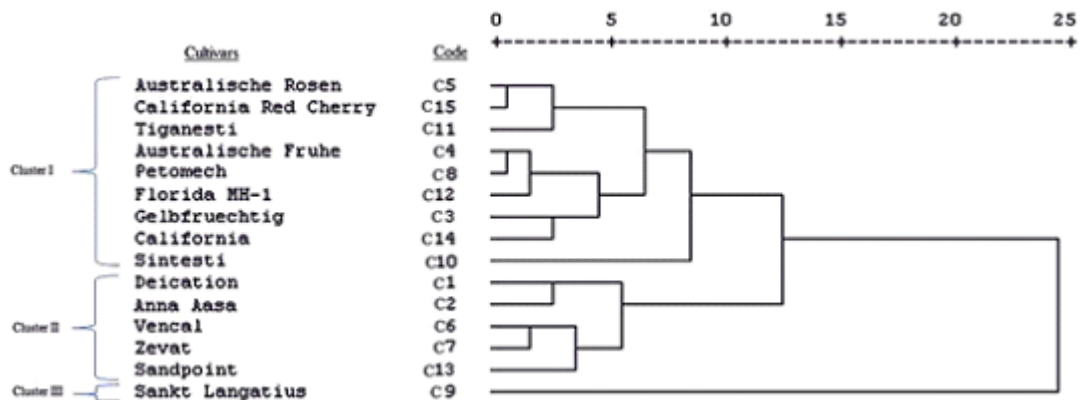 0 5 10 15 20 25
Cultivars Code
Australische Rosen C5
California Red Cherry C15
Tiganesti C11
Australische Fruhe C4
Cluster I Petomech C8
Florida MH-1 C12
Gelbfruechtig C3
California C14
Sintesti C10
Deication C1
Anna Aasa C2
Cluster II Vencal C6
Zevat C7
Sandpoint C13
Cluster III Sankt Langatius C9